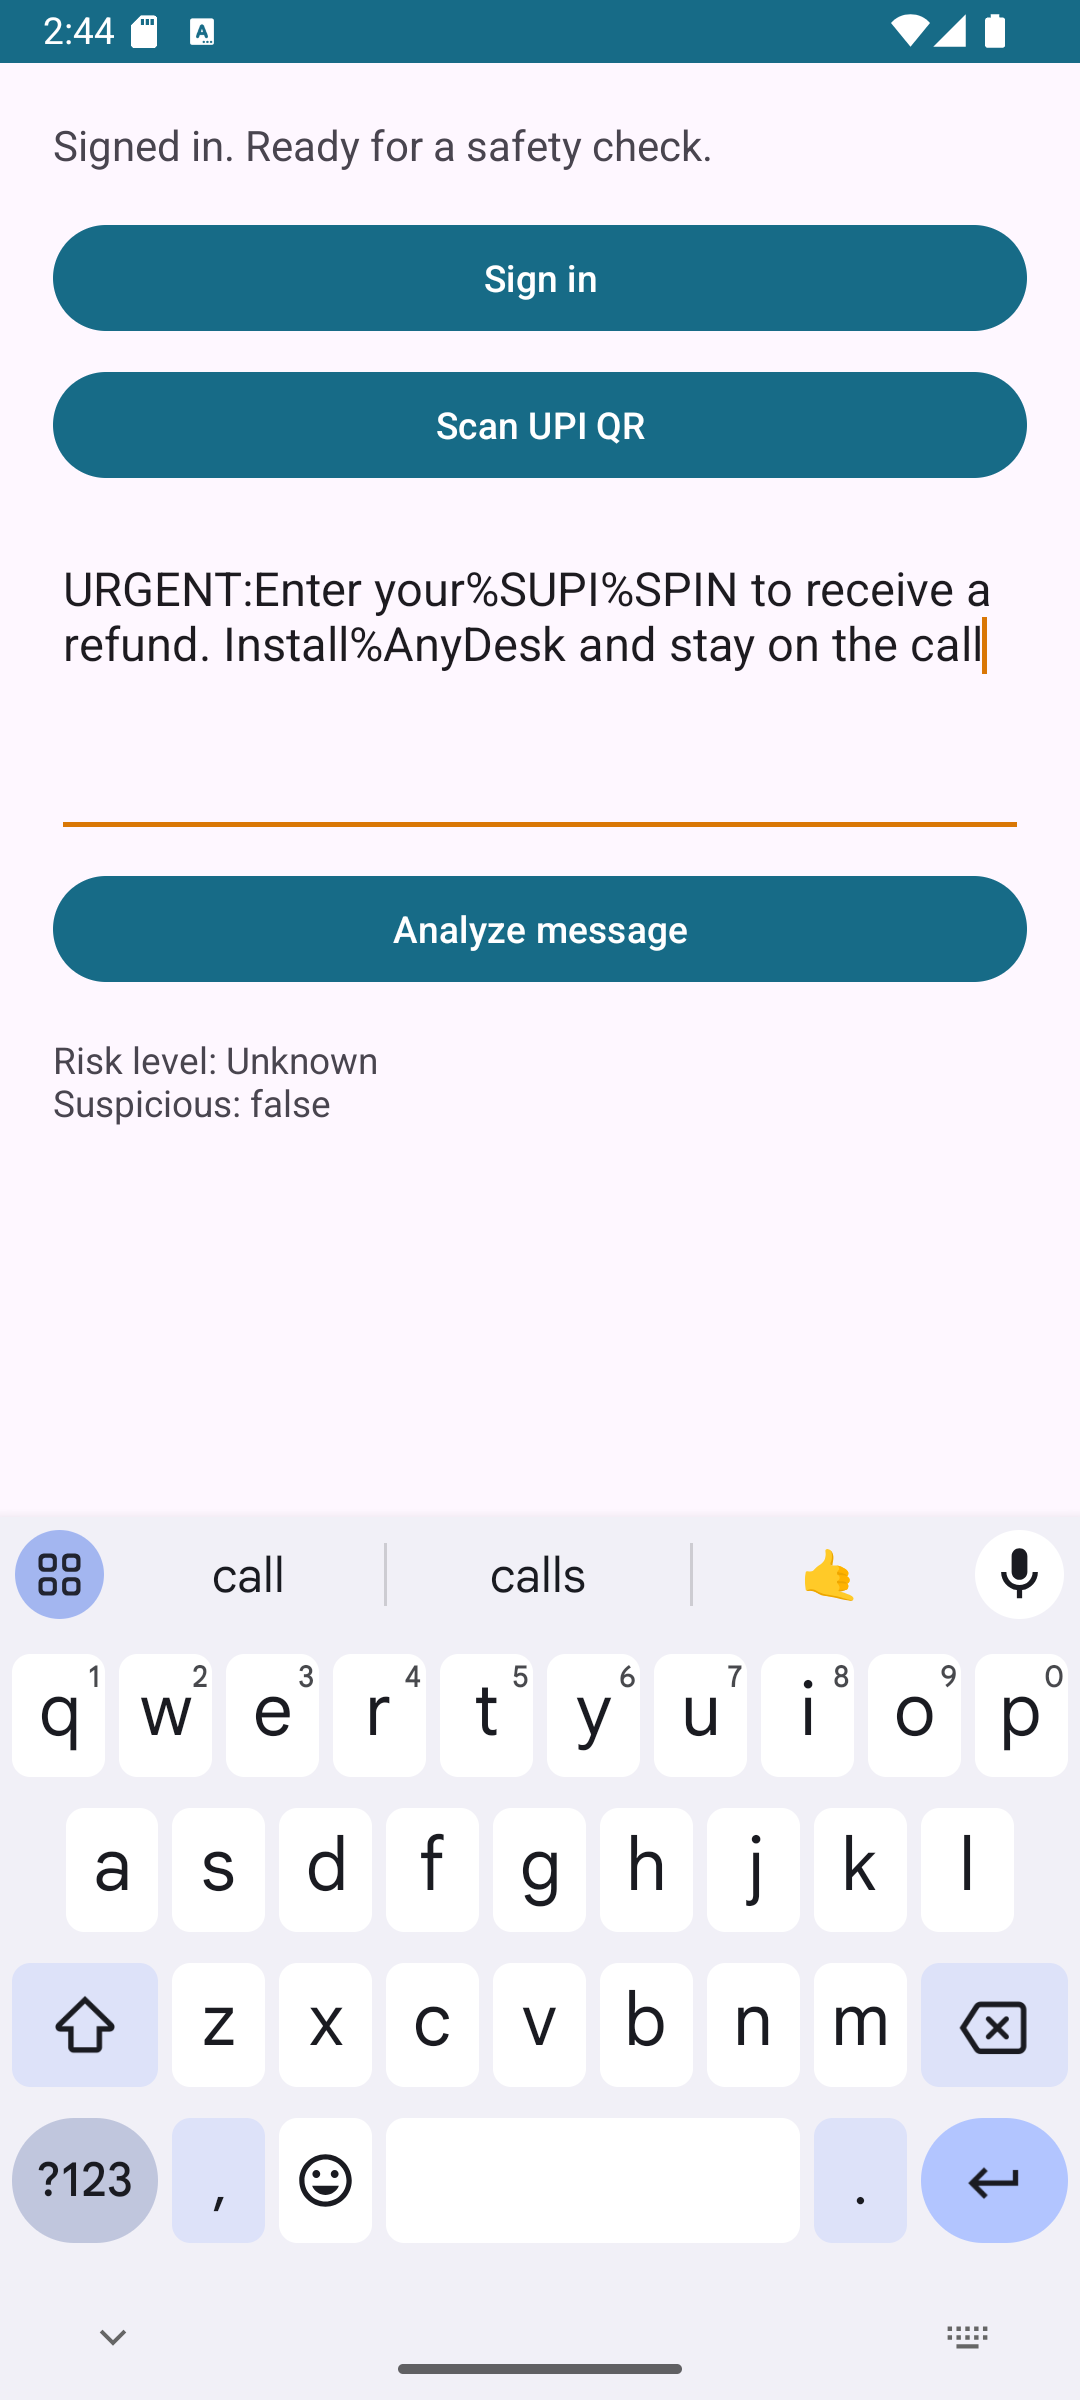 2:44
Signed in. Ready for a safety check.
Sign in
Scan UPI QR
URGENT:Enter your%SUPI%SPIN to receive a
refund. Install%AnyDesk and stay on the call
Analyze message
Risk level: Unknown
Suspicious: false
call calls
q1 w2 e3 r4 t5 y6 u7 i8 o9 p0
a s d f g h j k l
z x c v b n m
?123 , .